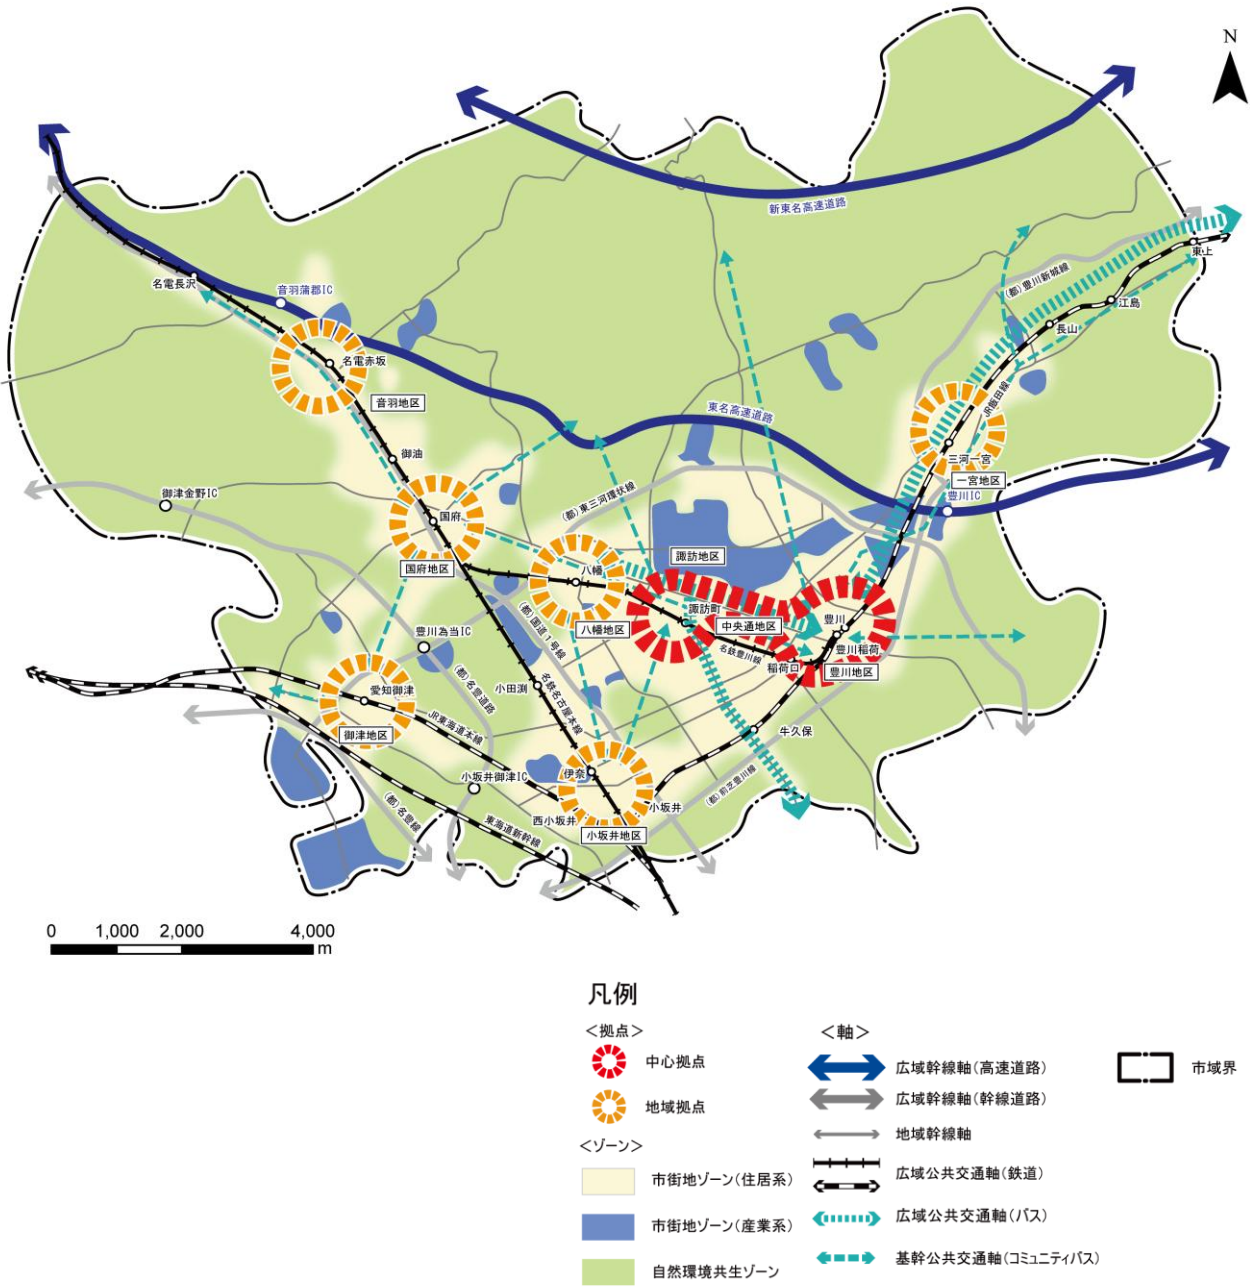 N
新東名高速道路
東上
名電長沢
音羽蒲郡IC
(都)豊川新城線
江島
長山
名電赤坂
JR飯田線
音羽地区
東名高速道路
御油
三河一宮
一宮地区
御津金野IC
(都)東三河環状線
豊川IC
国府
諏訪地区
国府地区
八幡
諏訪町
豊川
八幡地区
中央通地区
豊川為当IC
(都)国道1号線
名鉄豊川線
豊川稲荷
稲荷口
豊川地区
(都)名豊道路
小田渕
名鉄名古屋本線
愛知御津
御津地区
JR東海道本線
牛久保
小坂井御津IC
伊奈
(都)前芝豊川線
小坂井
(都)名豊線
東海道新幹線
西小坂井
小坂井地区
0 1,000 2,000 4,000
m
凡例
<拠点>
<軸>
中心拠点
広域幹線軸(高速道路)
市域界
広域幹線軸(幹線道路)
地域拠点
地域幹線軸
<ゾーン>
市街地ゾーン(住居系)
広域公共交通軸(鉄道)
市街地ゾーン(産業系)
広域公共交通軸(バス)
自然環境共生ゾーン
基幹公共交通軸(コミュニティバス)